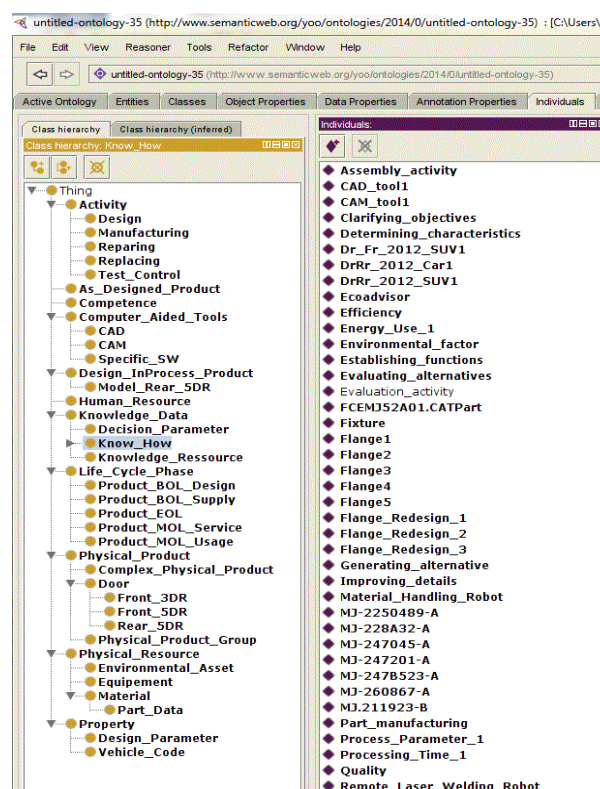 untitled-ontology-35 (http://www.semanticweb.org/yoo/ontologies/2014/0/untitled-ontology-35) : [C:\Users\
File Edit View Reasoner Tools Refactor Window Help
untitled-ontology-35 (http://www.semanticweb.org/yoo/ontologies/2014/0/untitled-ontology-35)
Active Ontology Entities Classes Object Properties Data Properties Annotation Properties Individuals
Class hierarchy Class hierarchy (inferred)
Class hierarchy: Know_How
Thing
Activity
Design
Manufacturing
Reparing
Replacing
Test_Control
As_Designed_Product
Competence
Computer_Aided_Tools
CAD
CAM
Specific_SW
Design_InProcess_Product
Model_Rear_5DR
Human_Resource
Knowledge_Data
Decision_Parameter
Know_How
Knowledge_Ressource
Life_Cycle_Phase
Product_BOL_Design
Product_BOL_Supply
Product_EOL
Product_MOL_Service
Product_MOL_Usage
Physical_Product
Complex_Physical_Product
Door
Front_3DR
Front_5DR
Rear_5DR
Physical_Product_Group
Physical_Resource
Environmental_Asset
Equipement
Material
Part_Data
Property
Design_Parameter
Vehicle_Code
Individuals:
Assembly_activity
CAD_tool1
CAM_tool1
Clarifying_objectives
Determining_characteristics
Dr_Fr_2012_SUV1
DrRr_2012_Car1
DrRr_2012_SUV1
Ecoadvisor
Efficiency
Energy_Use_1
Environmental_factor
Establishing_functions
Evaluating_alternatives
Evaluation_activity
FCEMJ52A01.CATPart
Fixture
Flange1
Flange2
Flange3
Flange4
Flange5
Flange_Redesign_1
Flange_Redesign_2
Flange_Redesign_3
Generating_alternative
Improving_details
Material_Handling_Robot
MJ-2250489-A
MJ-228A32-A
MJ-247045-A
MJ-247201-A
MJ-247B523-A
MJ-260867-A
MJ.211923-B
Part_manufacturing
Process_Parameter_1
Processing_Time_1
Quality
Remote_Laser_Welding_Robot